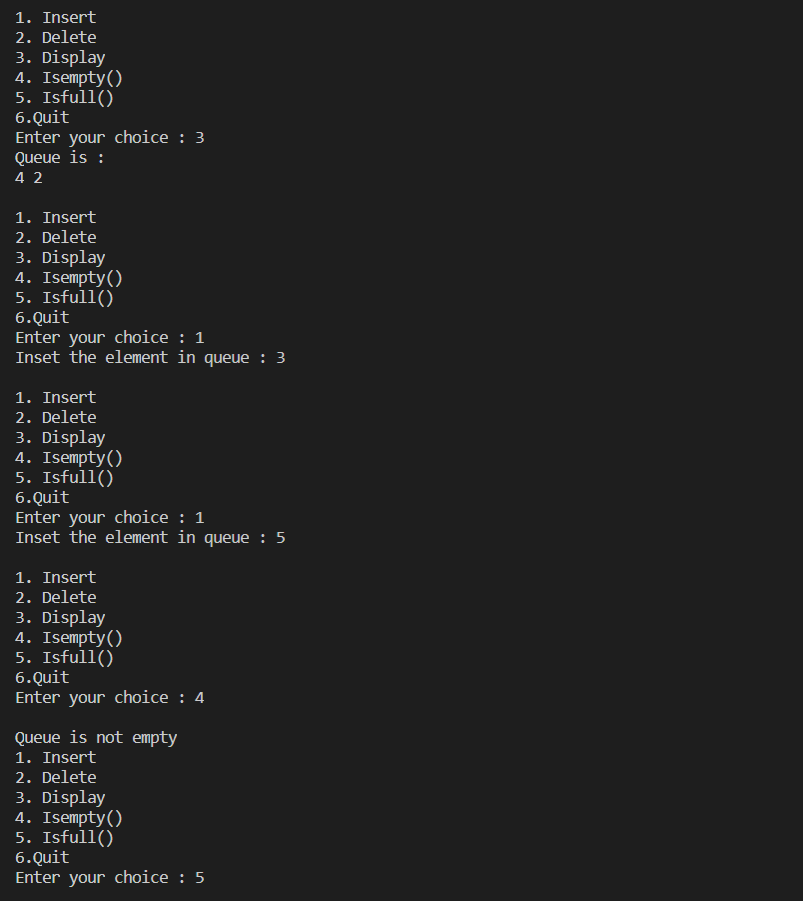 1. Insert
2. Delete
3. Display
4. Isempty()
5. Isfull()
6.Quit
Enter your choice : 3
Queue is :
4 2
1. Insert
2. Delete
3. Display
4. Isempty()
5. Isfull()
6.Quit
Enter your choice : 1
Inset the element in queue : 3
1. Insert
2. Delete
3. Display
4. Isempty()
5. Isfull()
6.Quit
Enter your choice : 1
Inset the element in queue : 5
1. Insert
2. Delete
3. Display
4. Isempty()
5. Isfull()
6.Quit
Enter your choice : 4
Queue is not empty
1. Insert
2. Delete
3. Display
4. Isempty()
5. Isfull()
6.Quit
Enter your choice : 5